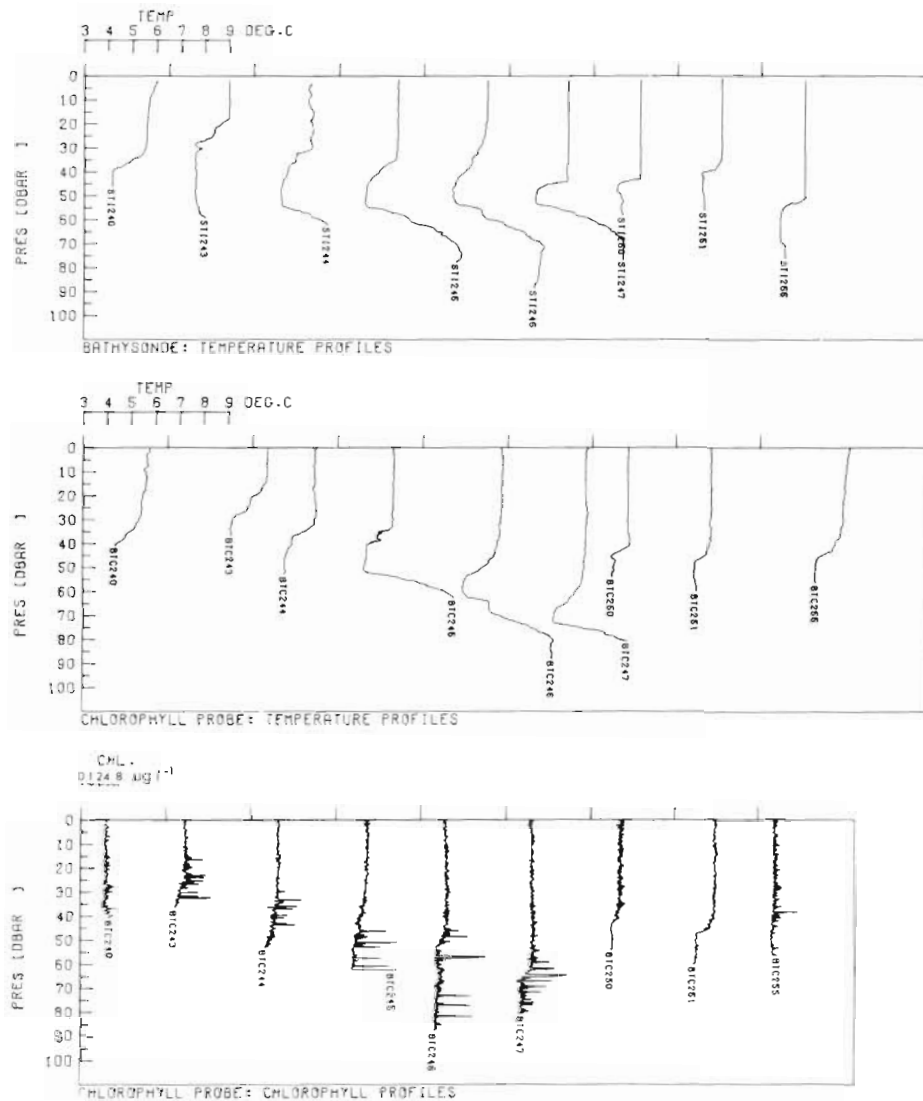 TEMP
3 4 5 6 7 8 9 DEG.C
0
10
20
30
40
50
60
70
80
90
100
PRES [DBAR ]
STI240
STI243
STI244
STI245
STI246
STI250
STI247
STI251
STI255
BATHYSONDE: TEMPERATURE PROFILES
TEMP
3 4 5 6 7 8 9 DEG.C
0
10
20
30
40
50
60
70
80
90
100
PRES [DBAR ]
BTC240
BTC243
BTC244
BTC245
BTC246
BTC247
BTC250
BTC251
BTC255
CHLOROPHYLL PROBE: TEMPERATURE PROFILES
CHL.
µg l⁻¹
0
10
20
30
40
50
60
70
80
90
100
PRES [DBAR ]
BTC240
BTC243
BTC244
BTC245
BTC246
BTC247
BTC250
BTC251
BTC255
CHLOROPHYLL PROBE: CHLOROPHYLL PROFILES